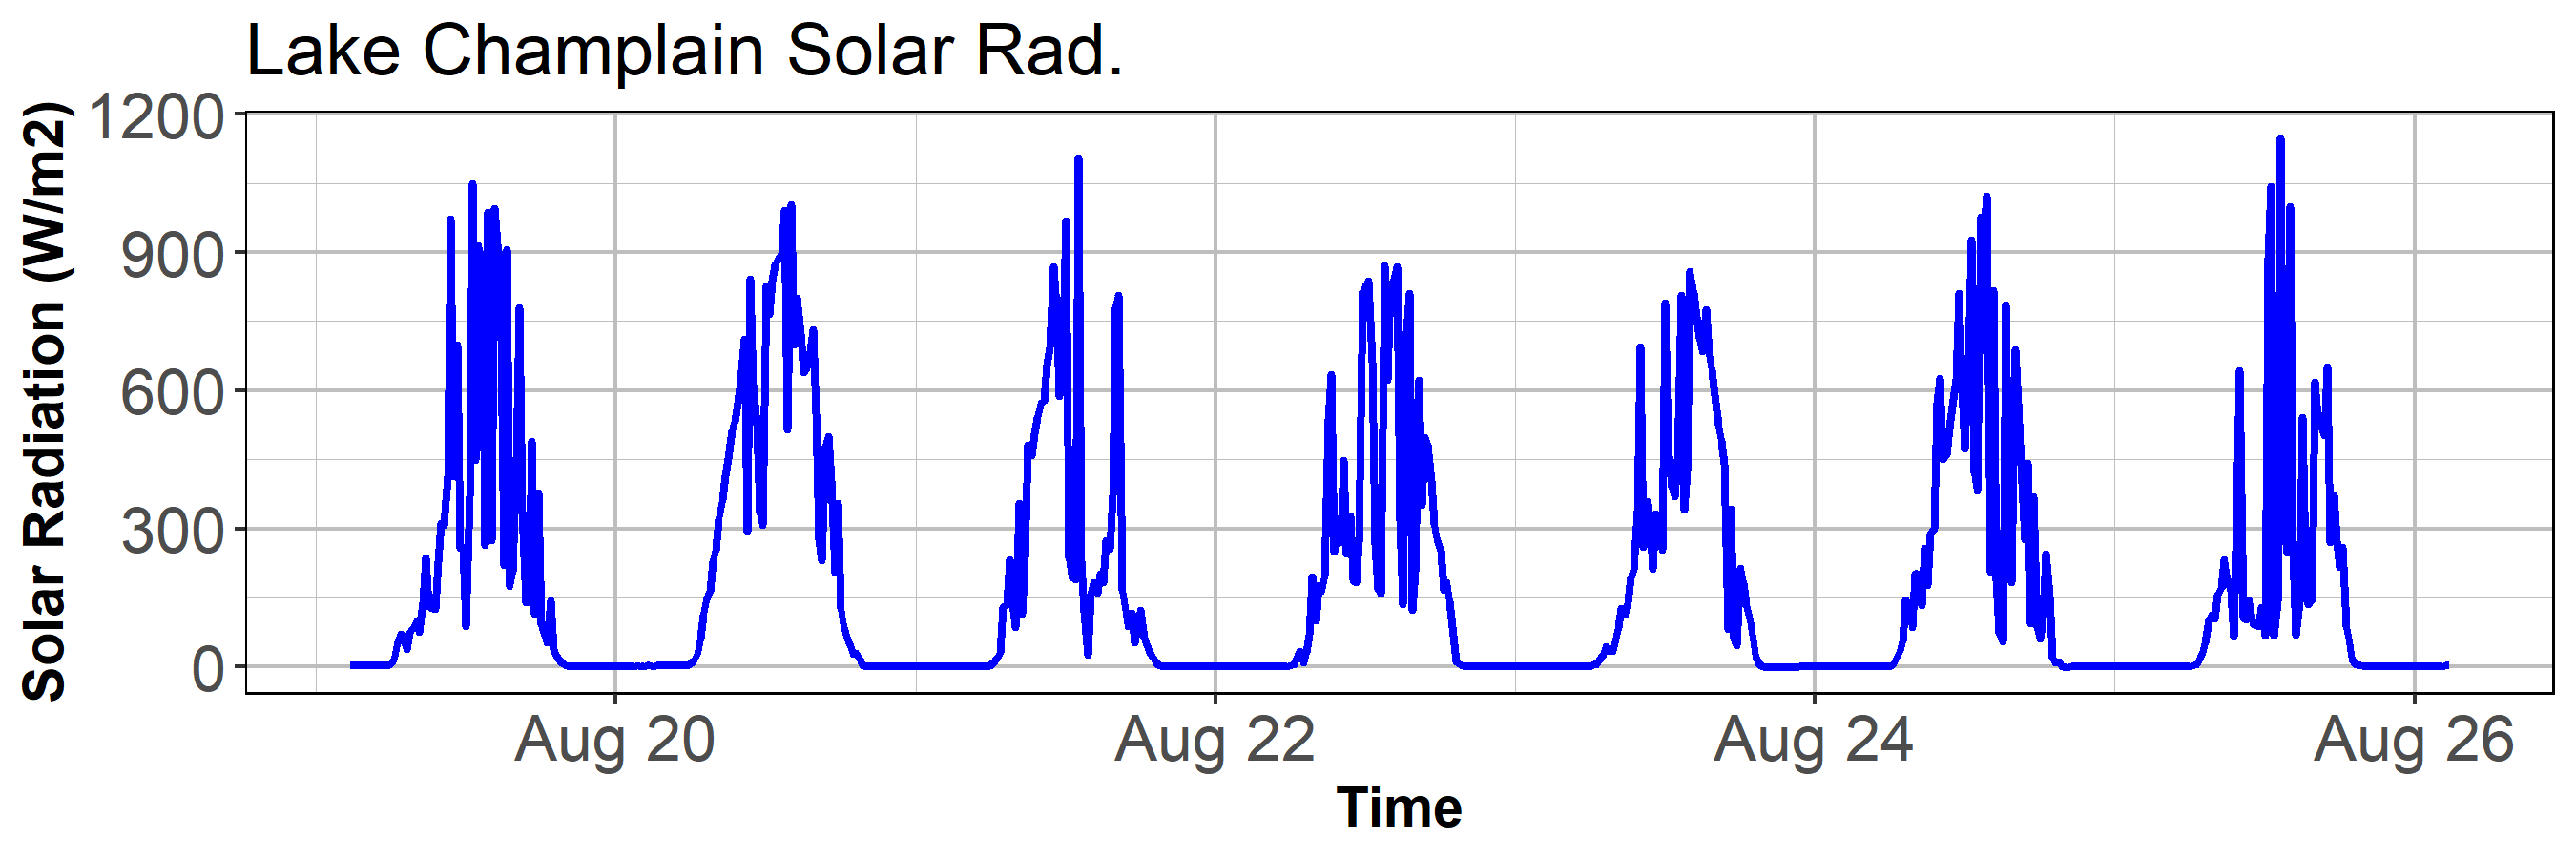 Lake Champlain Solar Rad.
Solar Radiation (W/m2)
1200
900
600
300
0
Aug 20 Aug 22 Aug 24 Aug 26
Time